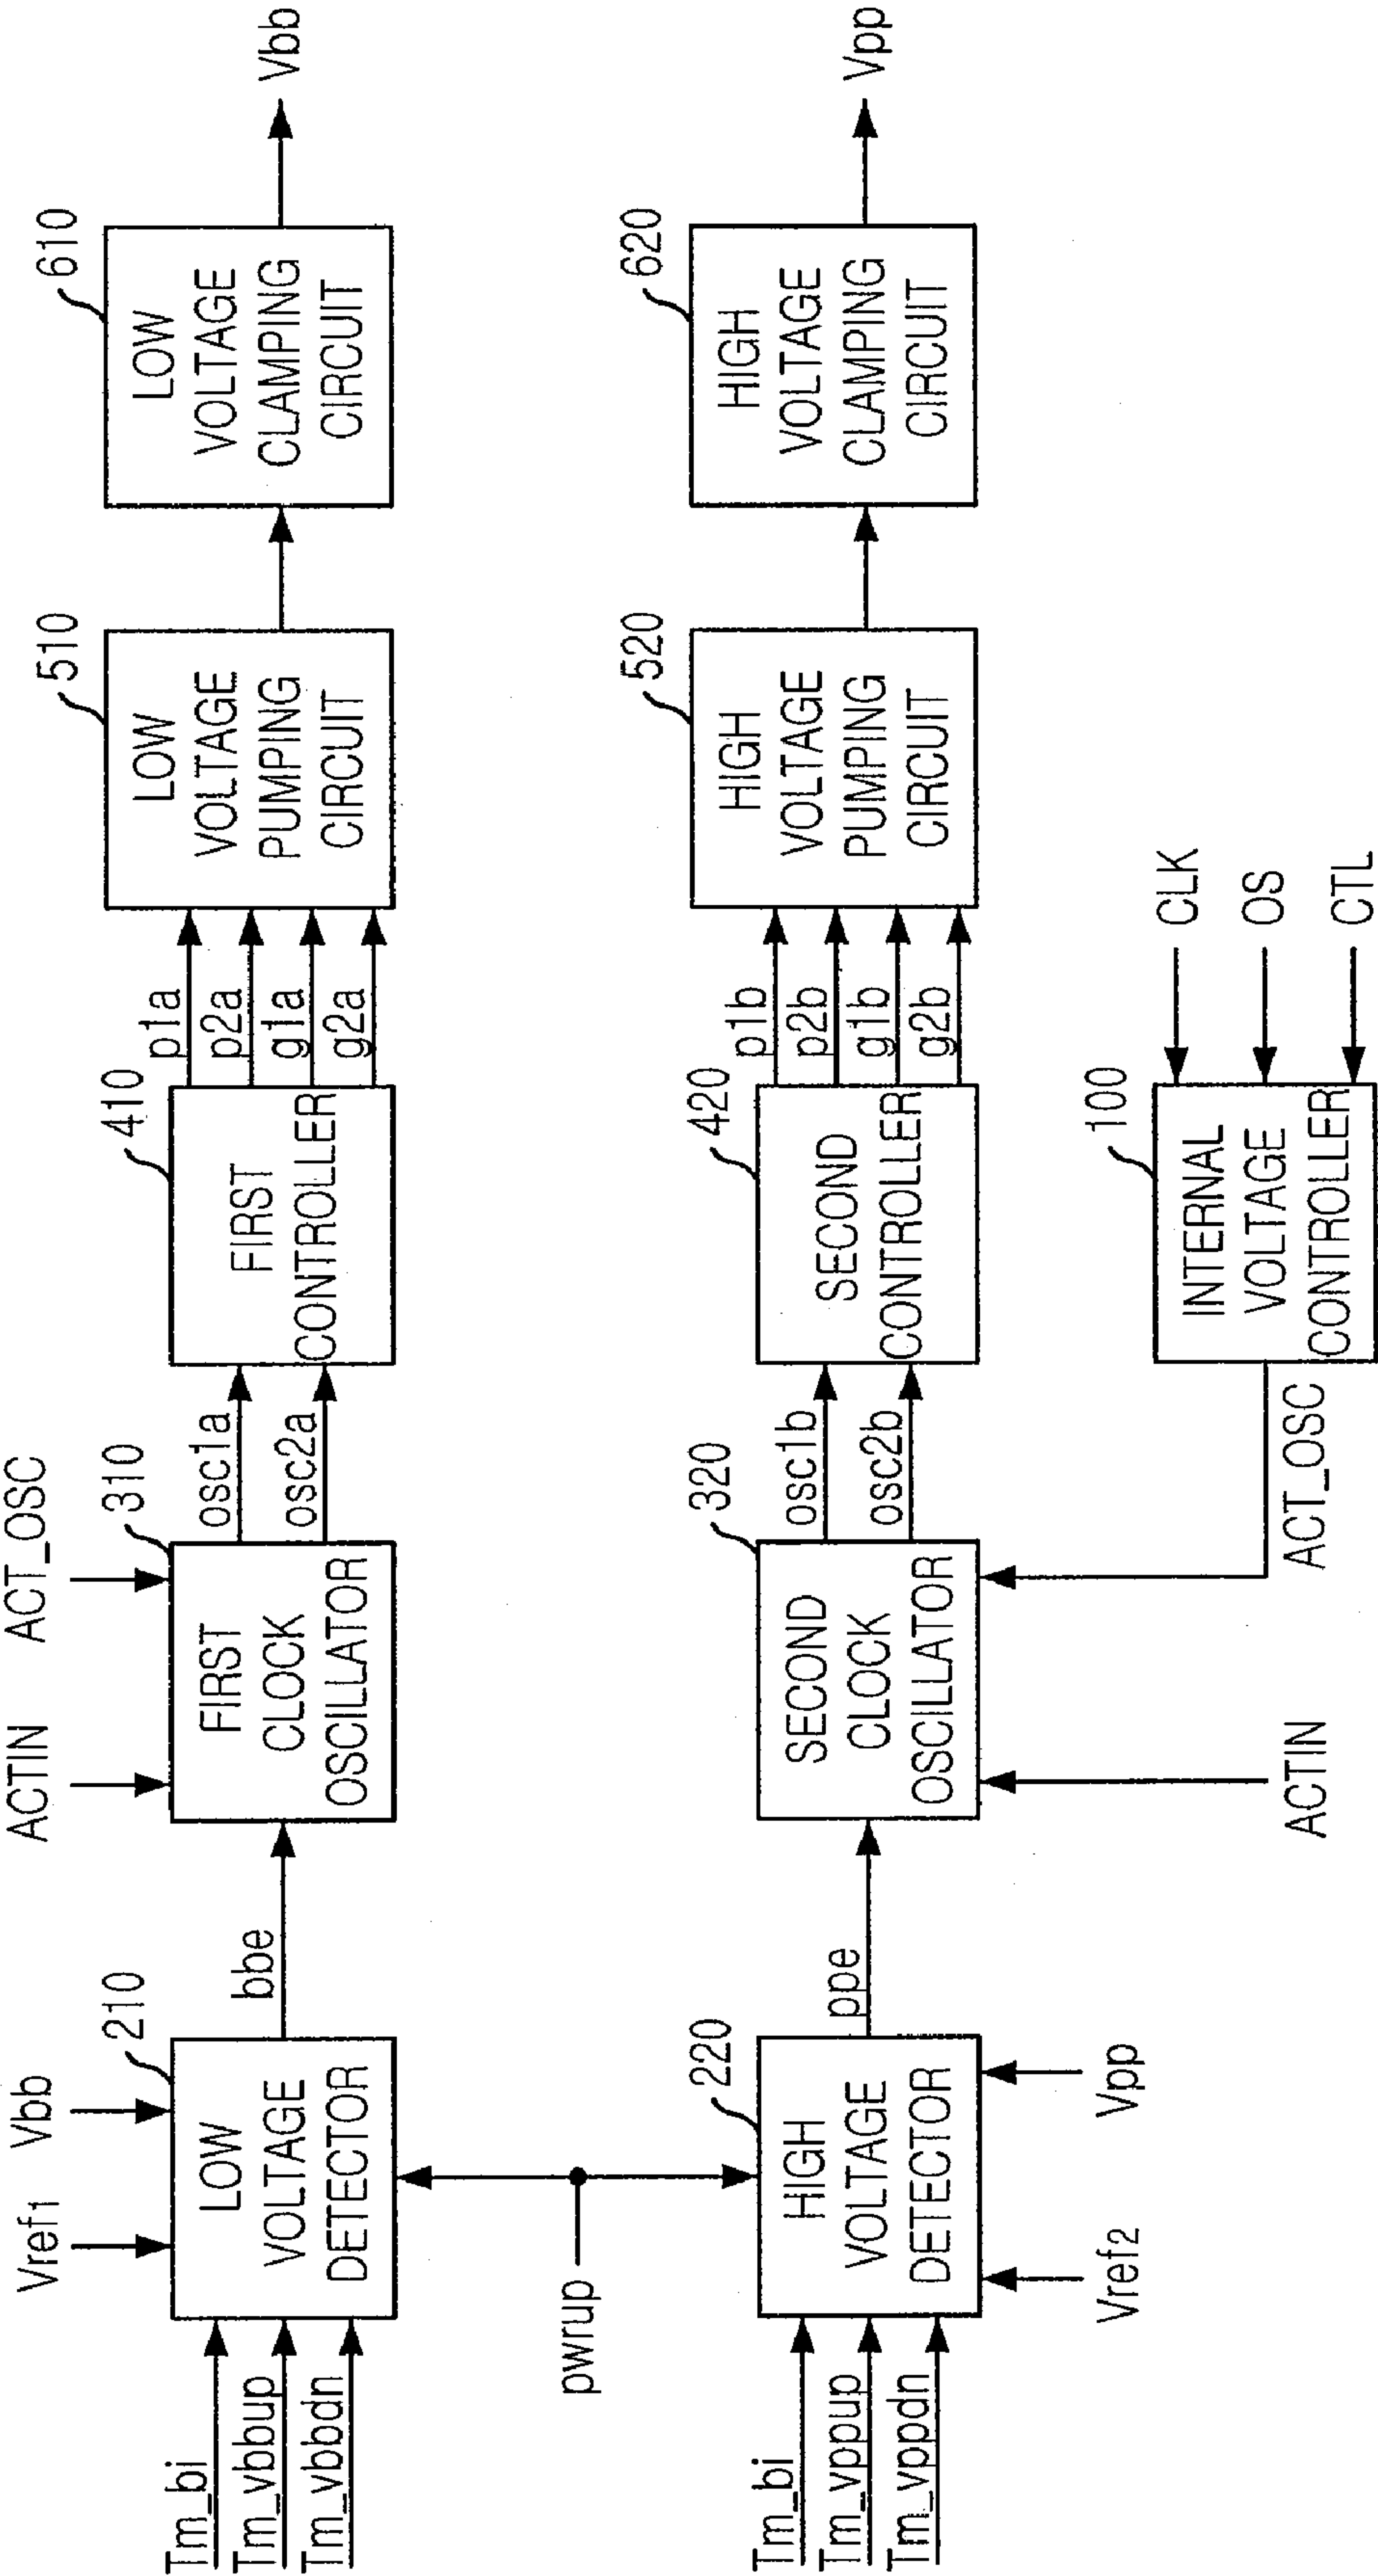 Tm_bi
Tm_vbbup
Tm_vbbdn
Vref1
Vbb
210
LOW
VOLTAGE
DETECTOR
bbe
ACTIN
ACT_OSC
310
FIRST
CLOCK
OSCILLATOR
osc1a
osc2a
410
FIRST
CONTROLLER
p1a
p2a
g1a
g2a
510
LOW
VOLTAGE
PUMPING
CIRCUIT
610
LOW
VOLTAGE
CLAMPING
CIRCUIT
Vbb
pwrup
Tm_bi
Tm_vppup
Tm_vppdn
220
HIGH
VOLTAGE
DETECTOR
Vref2
Vpp
ppe
320
SECOND
CLOCK
OSCILLATOR
ACTIN
ACT_OSC
osc1b
osc2b
420
SECOND
CONTROLLER
p1b
p2b
g1b
g2b
520
HIGH
VOLTAGE
PUMPING
CIRCUIT
620
HIGH
VOLTAGE
CLAMPING
CIRCUIT
Vpp
100
INTERNAL
VOLTAGE
CONTROLLER
CLK
OS
CTL